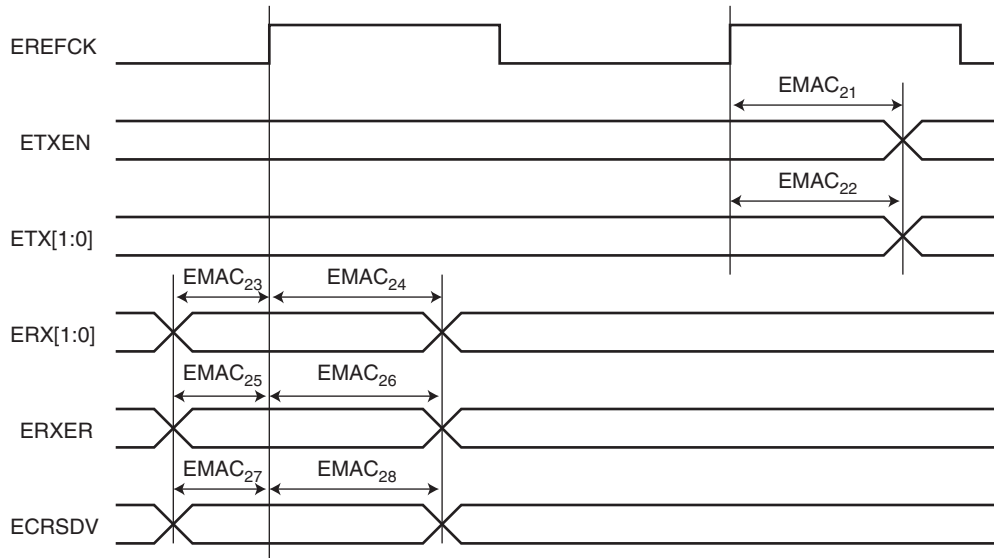 EREFCK
EMAC21
ETXEN
EMAC22
ETX[1:0]
EMAC23 EMAC24
ERX[1:0]
EMAC25 EMAC26
ERXER
EMAC27 EMAC28
ECRSDV